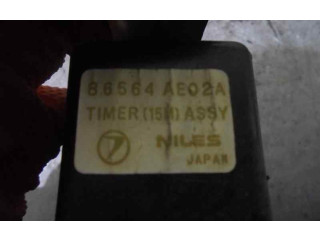 86564 AE02A
TIMER(15H) ASSY
NILES
JAPAN